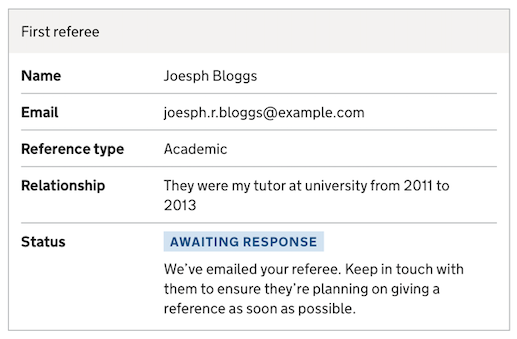 First referee
Name Joesph Bloggs
Email joesph.r.bloggs@example.com
Reference type Academic
Relationship They were my tutor at university from 2011 to
2013
Status AWAITING RESPONSE
We've emailed your referee. Keep in touch with
them to ensure they're planning on giving a
reference as soon as possible.